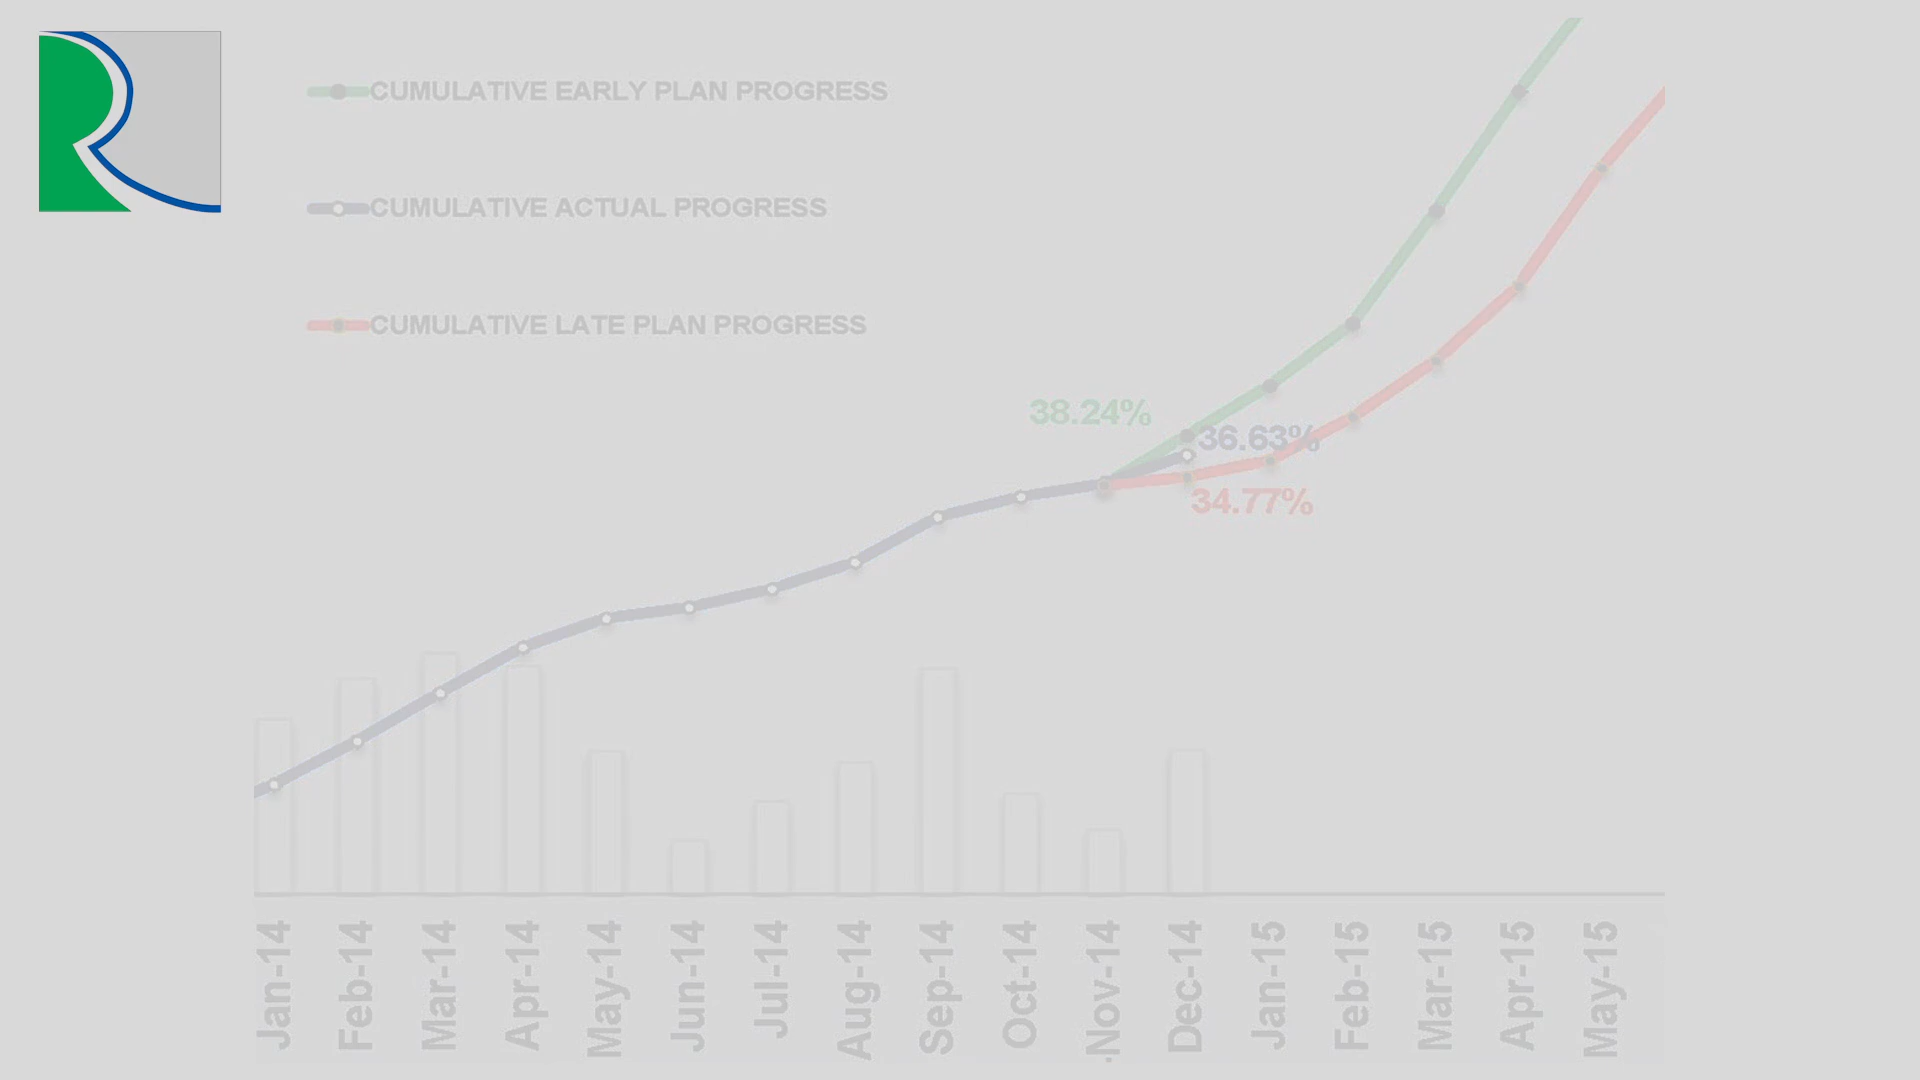 CUMULATIVE EARLY PLAN PROGRESS
CUMULATIVE ACTUAL PROGRESS
CUMULATIVE LATE PLAN PROGRESS
38.24%
36.63%
34.77%
Jan-14
Feb-14
Mar-14
Apr-14
May-14
Jun-14
Jul-14
Aug-14
Sep-14
Oct-14
Nov-14
Dec-14
Jan-15
Feb-15
Mar-15
Apr-15
May-15